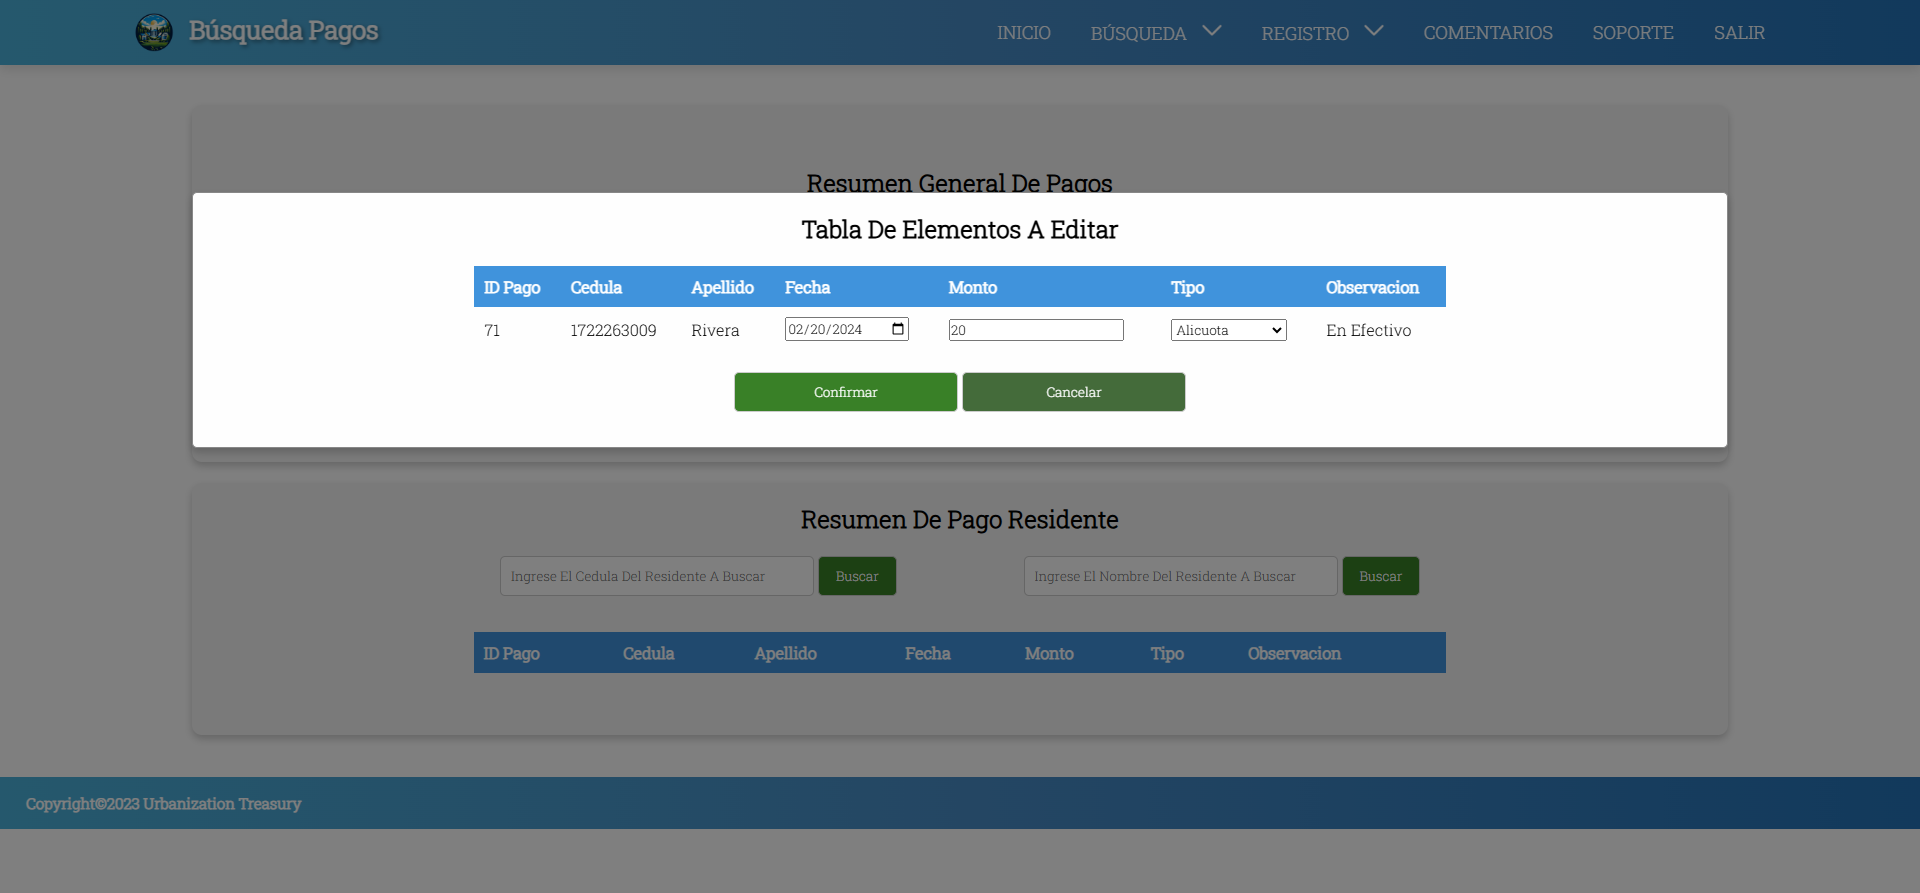 Búsqueda Pagos INICIO BÚSQUEDA REGISTRO COMENTARIOS SOPORTE SALIR
Resumen General De Pagos
Tabla De Elementos A Editar
ID Pago Cedula Apellido Fecha Monto Tipo Observacion
71 1722263009 Rivera 02/20/2024 20 Alicuota En Efectivo
Confirmar Cancelar
Resumen De Pago Residente
Ingrese El Cedula Del Residente A Buscar Buscar Ingrese El Nombre Del Residente A Buscar Buscar
ID Pago Cedula Apellido Fecha Monto Tipo Observacion
Copyright©2023 Urbanization Treasury